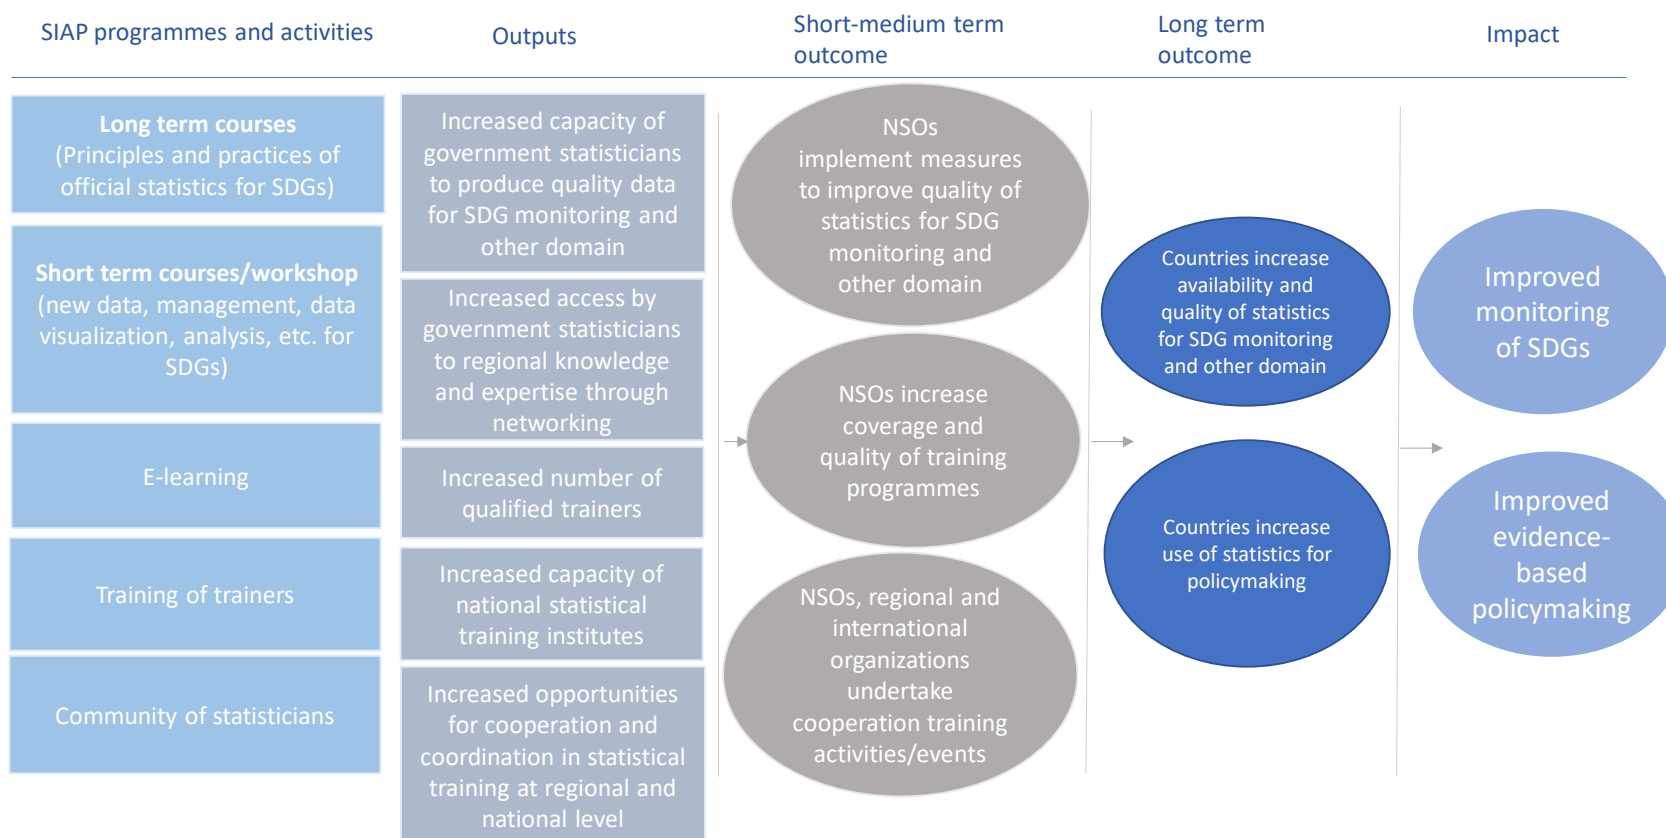 SIAP programmes and activities
Outputs
Short-medium term
outcome
Long term
outcome
Impact
Long term courses
(Principles and practices of
official statistics for SDGs)
Short term courses/workshop
(new data, management, data
visualization, analysis, etc. for
SDGs)
E-learning
Training of trainers
Community of statisticians
Increased capacity of
government statisticians
to produce quality data
for SDG monitoring and
other domain
Increased access by
government statisticians
to regional knowledge
and expertise through
networking
Increased number of
qualified trainers
Increased capacity of
national statistical
training institutes
Increased opportunities
for cooperation and
coordination in statistical
training at regional and
national level
NSOs
implement measures
to improve quality of
statistics for SDG
monitoring and
other domain
NSOs increase
coverage and
quality of training
programmes
NSOs, regional and
international
organizations
undertake
cooperation training
activities/events
Countries increase
availability and
quality of statistics
for SDG monitoring
and other domain
Countries increase
use of statistics for
policymaking
Improved
monitoring
of SDGs
Improved
evidence-
based
policymaking